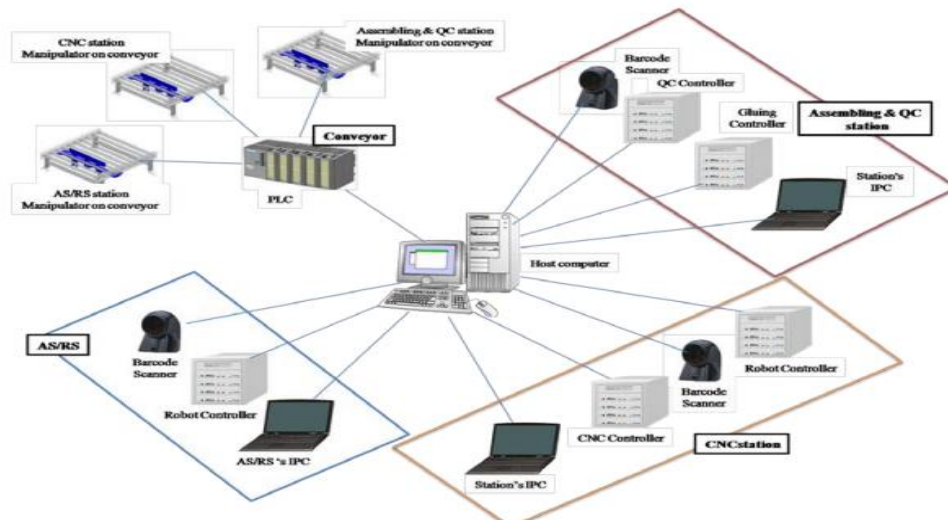 CNC station
Manipulator on conveyor
Assembling & QC station
Manipulator on conveyor
Barcode
Scanner
QC Controller
Gluing
Controller
Assembling & QC
station
Conveyor
AS/RS station
Manipulator on conveyor
PLC
Station's IPC
Host computer
AS/RS
Barcode
Scanner
Robot Controller
AS/RS 's IPC
Robot Controller
Barcode
Scanner
CNC Controller
CNCstation
Station's IPC